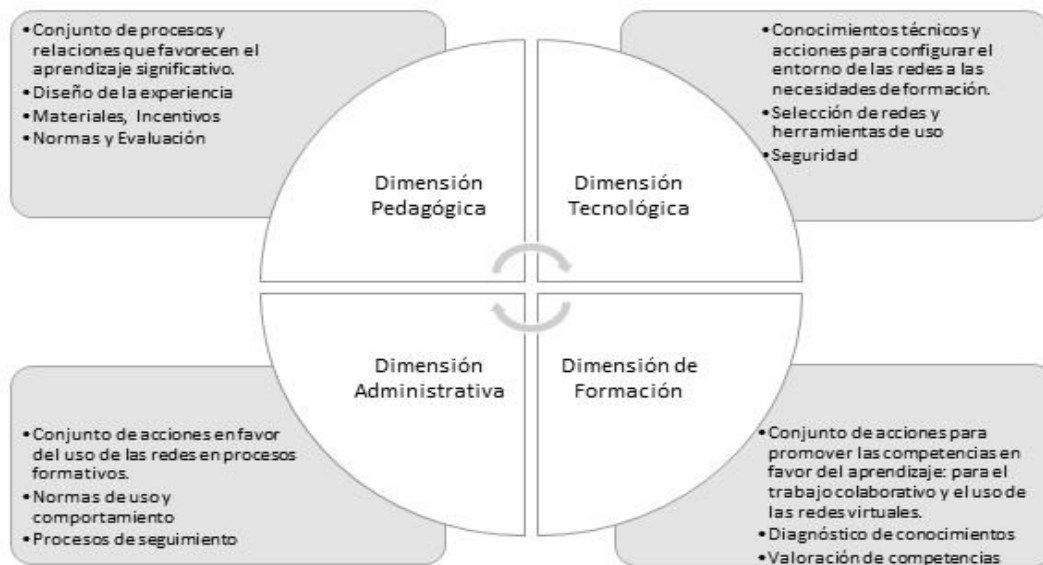 •Conjunto de procesos y
relaciones que favorecen el
aprendizaje significativo.
•Diseño de la experiencia
•Materiales, Incentivos
•Normas y Evaluación
•Conocimientos técnicos y
acciones para configurar el
entorno de las redes a las
necesidades de formación.
•Selección de redes y
herramientas de uso
•Seguridad
Dimensión
Pedagógica
Dimensión
Tecnológica
Dimensión
Administrativa
Dimensión de
Formación
•Conjunto de acciones en favor
del uso de las redes en procesos
formativos.
•Normas de uso y
comportamiento
•Procesos de seguimiento
•Conjunto de acciones para
promover las competencias en
favor del aprendizaje: para el
trabajo colaborativo y el uso de
las redes virtuales.
•Diagnóstico de conocimientos
•Valoración de competencias